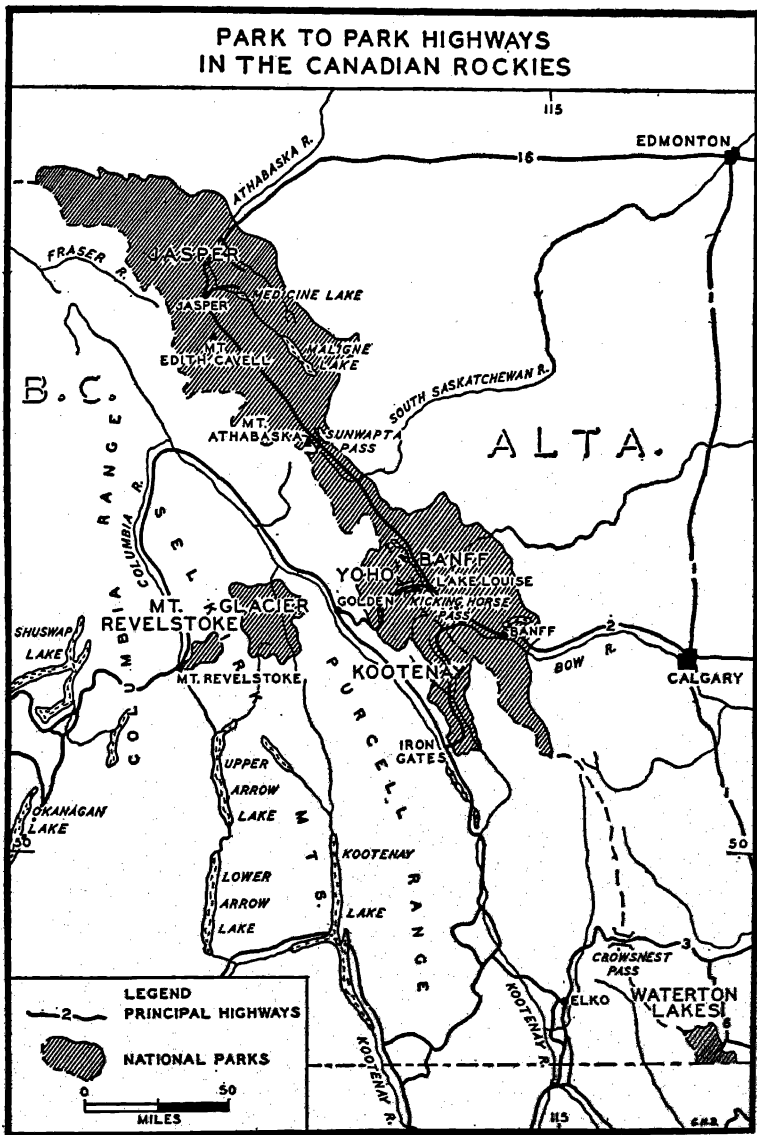 PARK TO PARK HIGHWAYS
IN THE CANADIAN ROCKIES
115
EDMONTON
16
ATHABASKA R.
JASPER
FRASER R.
MEDICINE LAKE
JASPER
MT.
EDITH CAVELL
MALIGNE
LAKE
B.C.
SOUTH SASKATCHEWAN R.
MT.
ATHABASKA
SUNWAPTA
PASS
ALTA.
COLUMBIA RANGE
COLUMBIA R.
SELKIRK MTS.
YOHO
BANFF
LAKE LOUISE
GOLDEN
KICKING HORSE
PASS
MT.
REVELSTOKE
GLACIER
SHUSWAP
LAKE
BANFF
2
BOW R.
CALGARY
MT. REVELSTOKE
KOOTENAY
PURCELL RANGE
IRON
GATES
UPPER
ARROW
LAKE
OKANAGAN
LAKE
1
50
50
KOOTENAY
LAKE
LOWER
ARROW
LAKE
3
CROWSNEST
PASS
ELKO
WATERTON
LAKES
6
KOOTENAY R.
KOOTENAY R.
LEGEND
2 PRINCIPAL HIGHWAYS
NATIONAL PARKS
0 50
MILES
115